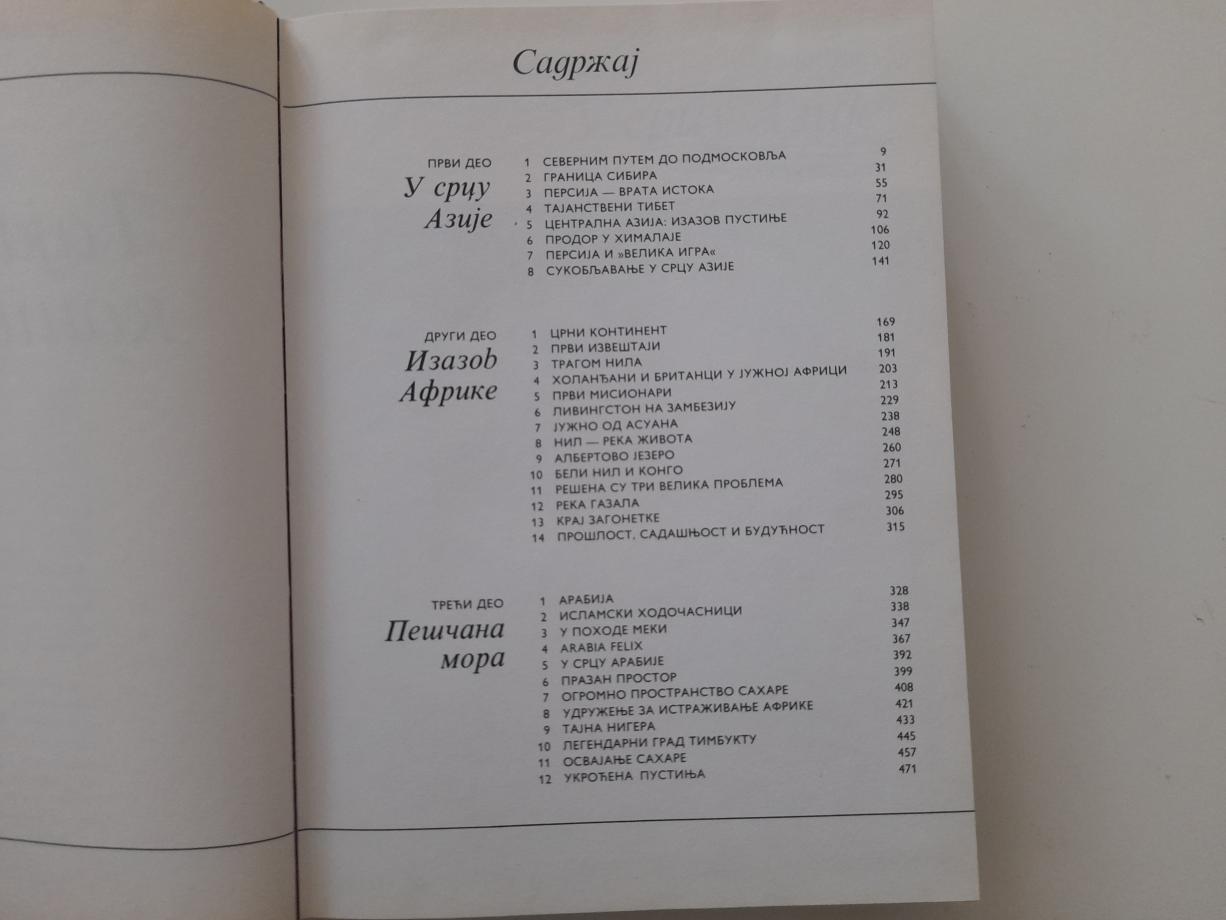 Садржај
ПРВИ ДЕО
У срцу
Азије
1 СЕВЕРНИМ ПУТЕМ ДО ПОДМОСКОВЉА 9
2 ГРАНИЦА СИБИРА 31
3 ПЕРСИЈА — ВРАТА ИСТОКА 55
4 ТАЈАНСТВЕНИ ТИБЕТ 71
5 ЦЕНТРАЛНА АЗИЈА: ИЗАЗОВ ПУСТИЊЕ 92
6 ПРОДОР У ХИМАЛАЈЕ 106
7 ПЕРСИЈА И »ВЕЛИКА ИГРА« 120
8 СУКОБЉАВАЊЕ У СРЦУ АЗИЈЕ 141
ДРУГИ ДЕО
Изазов
Африке
1 ЦРНИ КОНТИНЕНТ 169
2 ПРВИ ИЗВЕШТАЈИ 181
3 ТРАГОМ НИЛА 191
4 ХОЛАНЂАНИ И БРИТАНЦИ У ЈУЖНОЈ АФРИЦИ 203
5 ПРВИ МИСИОНАРИ 213
6 ЛИВИНГСТОН НА ЗАМБЕЗИЈУ 229
7 ЈУЖНО ОД АСУАНА 238
8 НИЛ — РЕКА ЖИВОТА 248
9 АЛБЕРТОВО ЈЕЗЕРО 260
10 БЕЛИ НИЛ И КОНГО 271
11 РЕШЕНА СУ ТРИ ВЕЛИКА ПРОБЛЕМА 280
12 РЕКА ГАЗАЛА 295
13 КРАЈ ЗАГОНЕТКЕ 306
14 ПРОШЛОСТ, САДАШЊОСТ И БУДУЋНОСТ 315
ТРЕЋИ ДЕО
Пешчана
мора
1 АРАБИЈА 328
2 ИСЛАМСКИ ХОДОЧАСНИЦИ 338
3 У ПОХОДЕ МЕКИ 347
4 ARABIA FELIX 367
5 У СРЦУ АРАБИЈЕ 392
6 ПРАЗАН ПРОСТОР 399
7 ОГРОМНО ПРОСТРАНСТВО САХАРЕ 408
8 УДРУЖЕЊЕ ЗА ИСТРАЖИВАЊЕ АФРИКЕ 421
9 ТАЈНА НИГЕРА 433
10 ЛЕГЕНДАРНИ ГРАД ТИМБУКТУ 445
11 ОСВАЈАЊЕ САХАРЕ 457
12 УКРОЋЕНА ПУСТИЊА 471